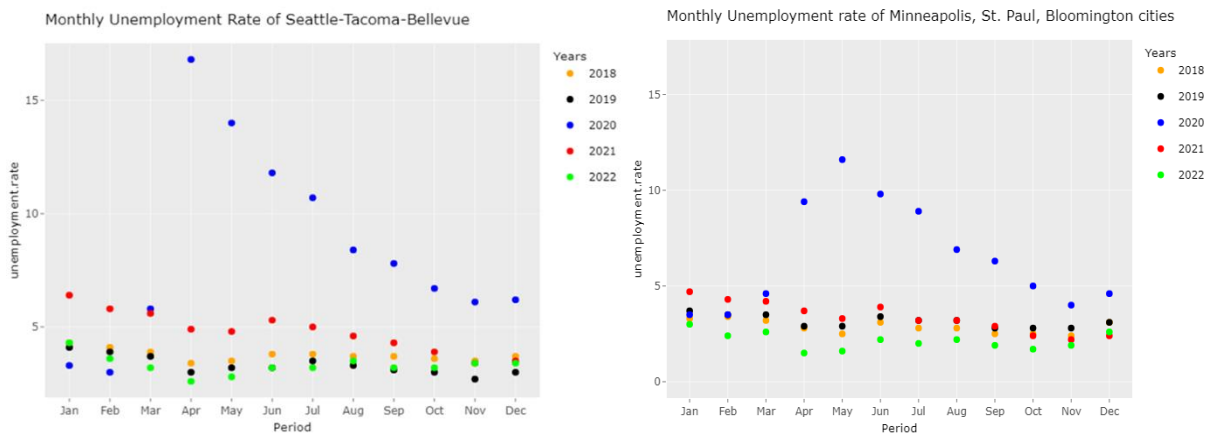 Monthly Unemployment Rate of Seattle-Tacoma-Bellevue
Years
2018
2019
2020
2021
2022
15
10
5
unemployment.rate
Jan Feb Mar Apr May Jun Jul Aug Sep Oct Nov Dec
Period
Monthly Unemployment rate of Minneapolis, St. Paul, Bloomington cities
Years
2018
2019
2020
2021
2022
15
10
5
0
unemployment.rate
Jan Feb Mar Apr May Jun Jul Aug Sep Oct Nov Dec
Period